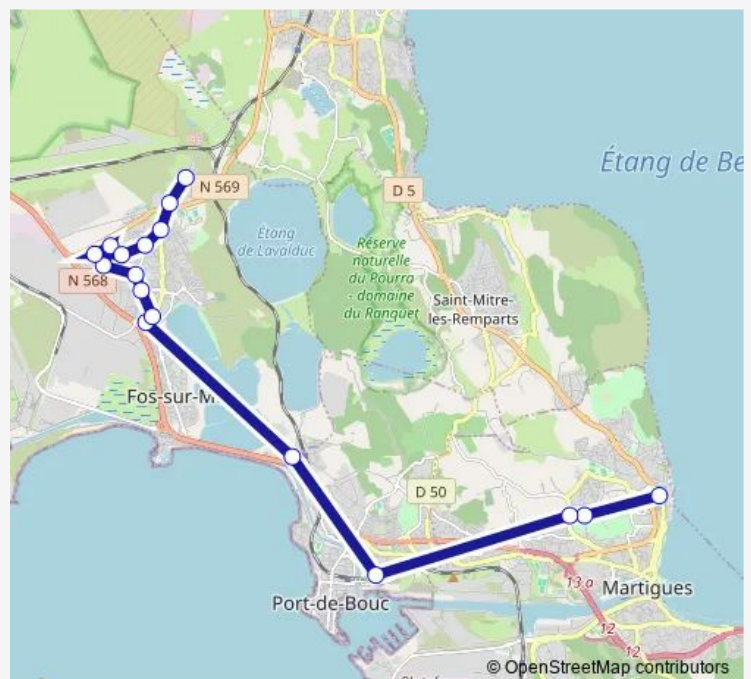 Étang de Be
N 569
D 5
Étang
de Lavalduc
Réserve
naturelle
du Pourra
- domaine
du Ranquet
N 568
Saint-Mitre-
les-Remparts
Fos-sur-M
D 50
13.a
Martigues
Port-de-Bouc
12
12
© OpenStreetMap contributors